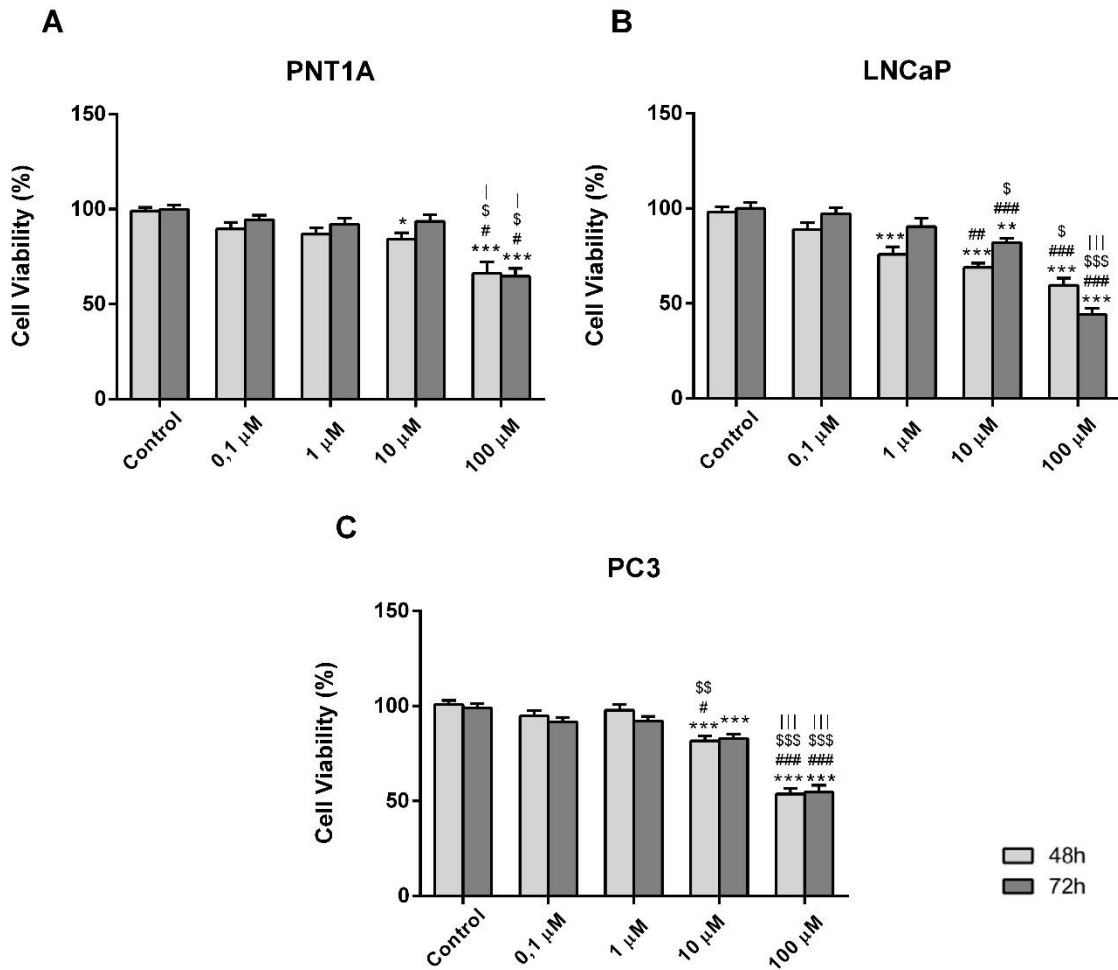 A
PNT1A
Cell Viability (%)
150
100
50
0
*
|
$
#
***
|
$
#
***
Control
0,1 µM
1 µM
10 µM
100 µM
B
LNCaP
Cell Viability (%)
150
100
50
0
***
##
***
$
###
**
$
###
***
|||
$$$
###
***
Control
0,1 µM
1 µM
10 µM
100 µM
C
PC3
Cell Viability (%)
150
100
50
0
$$
#
***
***
|||
$$$
###
***
|||
$$$
###
***
Control
0,1 µM
1 µM
10 µM
100 µM
48h
72h